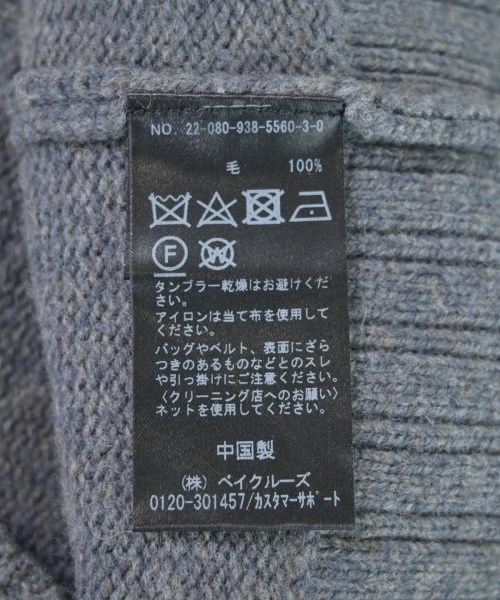 NO. 22-080-938-5560-3-0
毛 100%
F
W
タンブラー乾燥はお避けくだ
さい。
アイロンは当て布を使用して
ください。
バッグやベルト、表面にざら
つきのあるものなどとのスレ
や引っ掛けにご注意ください。
〈クリーニング店へのお願い〉
ネットを使用してください。
中国製
(株) ベイクルーズ
0120-301457/カスタマーサポート